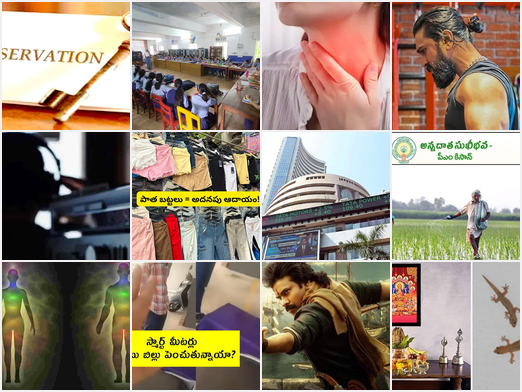 SERVATION
పాత బట్టలు = అదనపు ఆదాయం!
అన్నదాత సుఖీభవ -
పీఎం కిసాన్
స్మార్ట్ మీటర్లు
బిల్లు పెంచుతున్నాయా?